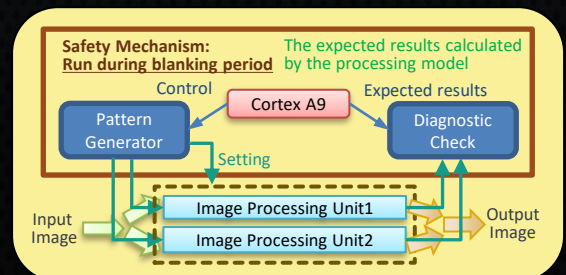 Safety Mechanism:
Run during blanking period
The expected results calculated
by the processing model
Control
Expected results
Cortex A9
Pattern
Generator
Diagnostic
Check
Setting
Input
Image
Image Processing Unit1
Image Processing Unit2
Output
Image